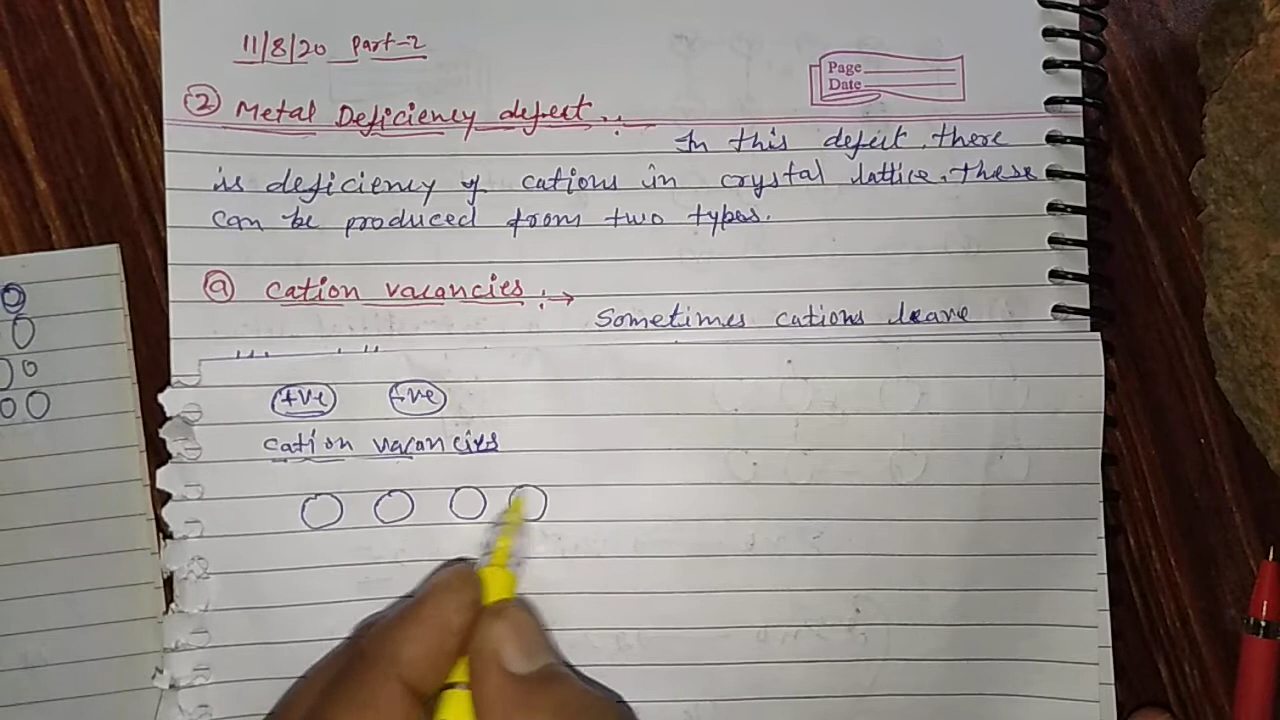 11/8/20 part-2
Page
Date
② Metal Deficiency defect
In this defect, there
is deficiency of cations in crystal lattice, these
can be produced from two types.
ⓐ cation vacancies :→
Sometimes cations leave
+ve +ve
cation vacancies